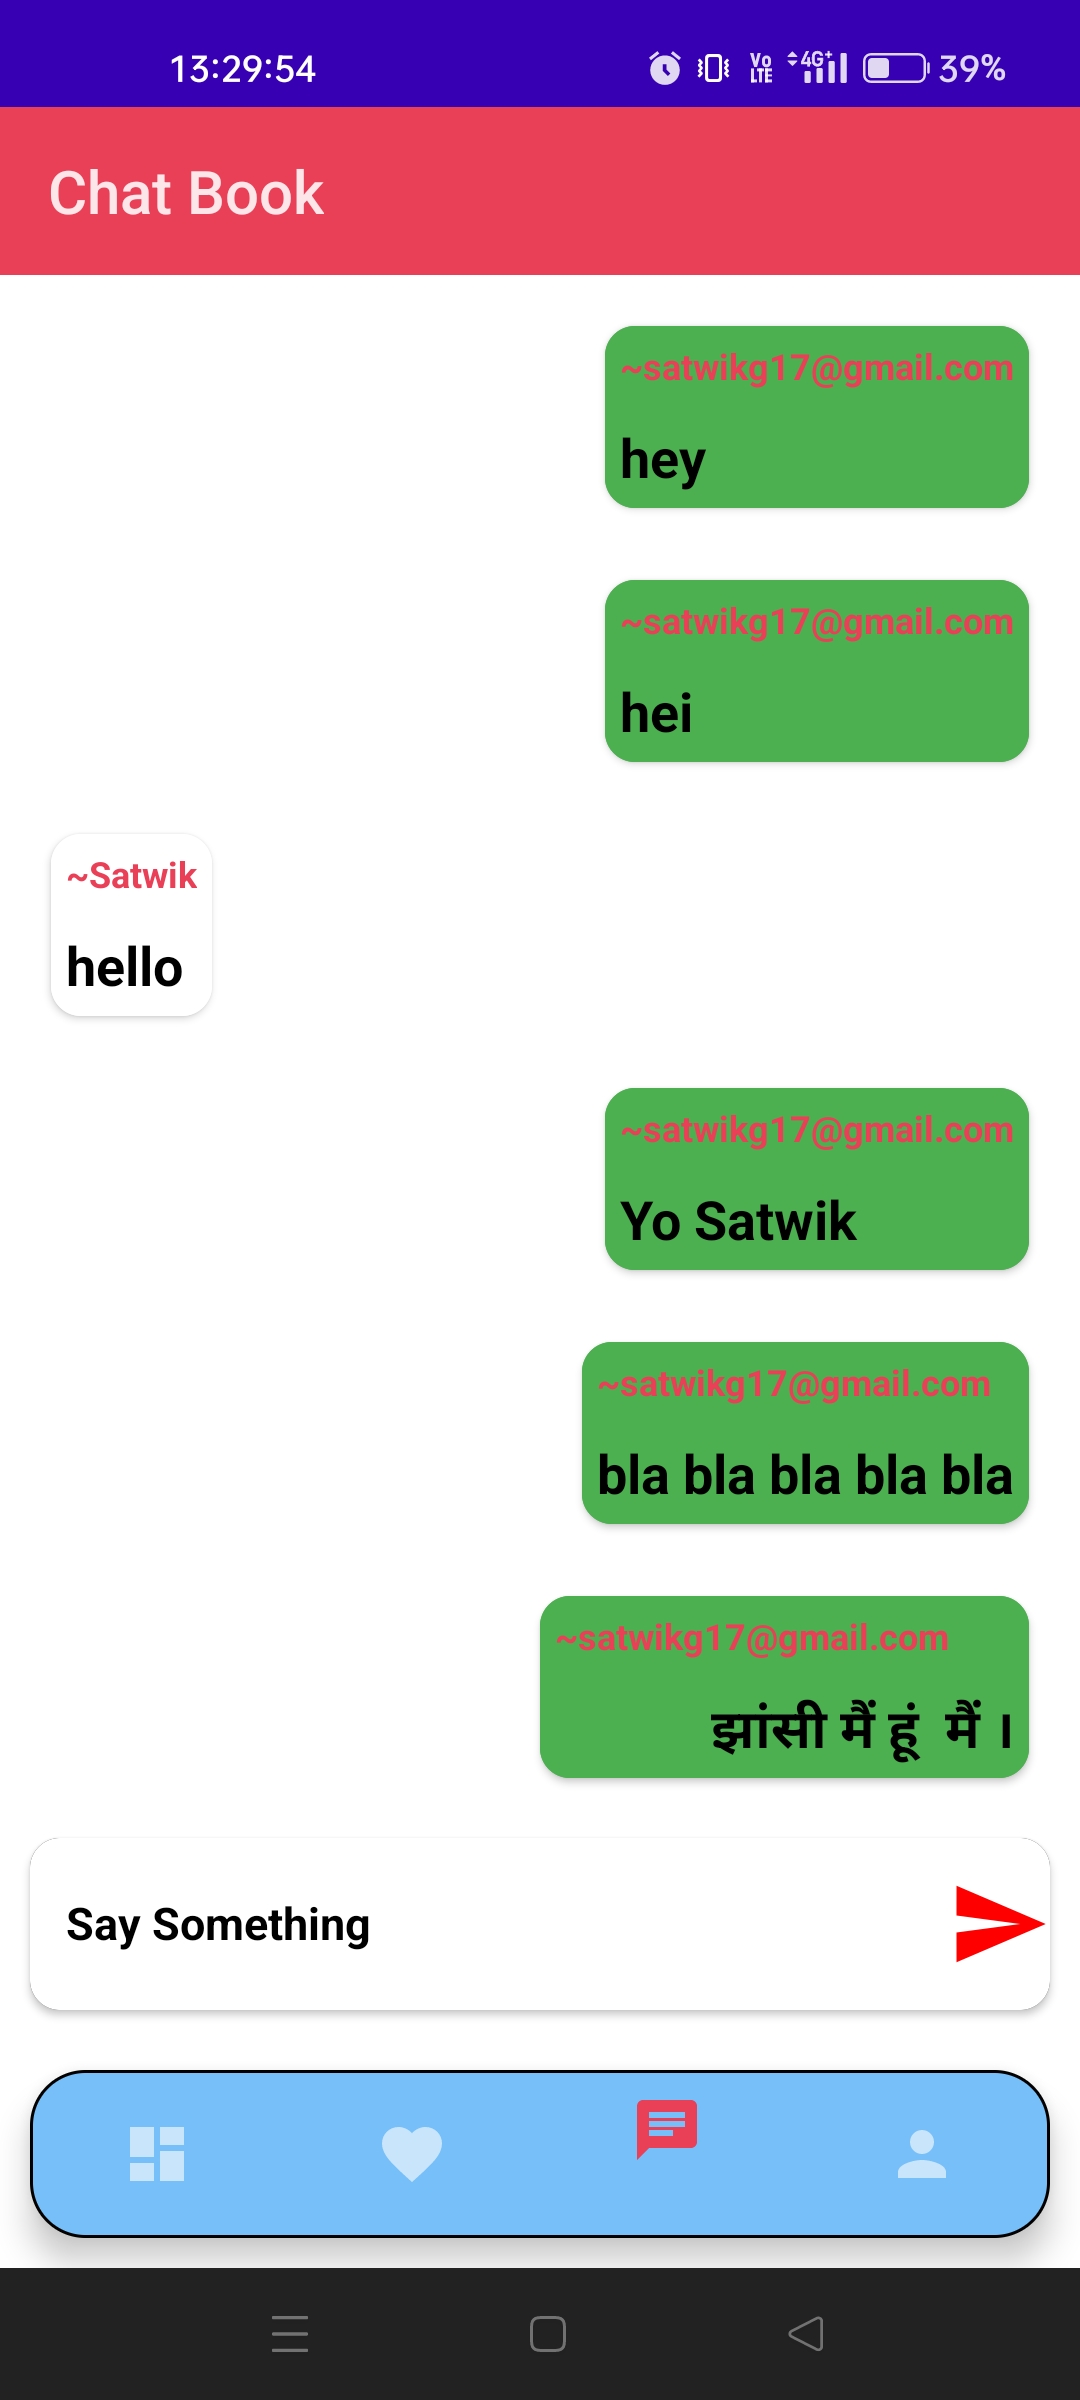 13:29:54
Vo LTE 4G+ 39%
Chat Book
~satwikg17@gmail.com
hey
~satwikg17@gmail.com
hei
~Satwik
hello
~satwikg17@gmail.com
Yo Satwik
~satwikg17@gmail.com
bla bla bla bla bla
~satwikg17@gmail.com
झांसी मैं हूं  मैं ।
Say Something